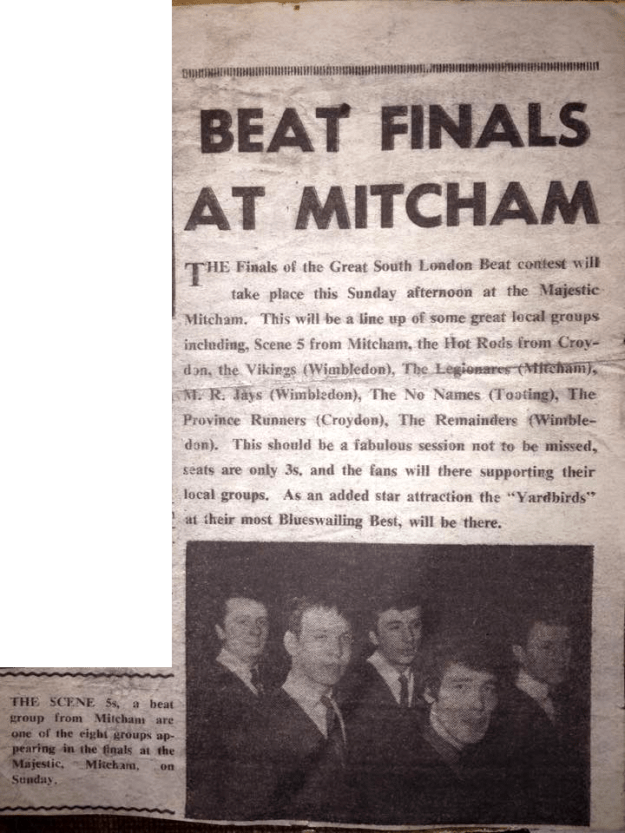 BEAT FINALS
AT MITCHAM
THE Finals of the Great South London Beat contest will
take place this Sunday afternoon at the Majestic
Mitcham. This will be a line up of some great local groups
including, Scene 5 from Mitcham, the Hot Rods from Croy-
don, the Vikings (Wimbledon), The Legionares (Mitcham),
M. R. Jays (Wimbledon), The No Names (Tooting), The
Province Runners (Croydon), The Remainders (Wimble-
don). This should be a fabulous session not to be missed,
seats are only 3s. and the fans will there supporting their
local groups. As an added star attraction the "Yardbirds"
at their most Blueswailing Best, will be there.
THE SCENE 5s, a beat
group from Mitcham are
one of the eight groups ap-
pearing in the finals at the
Majestic, Mitcham, on
Sunday.